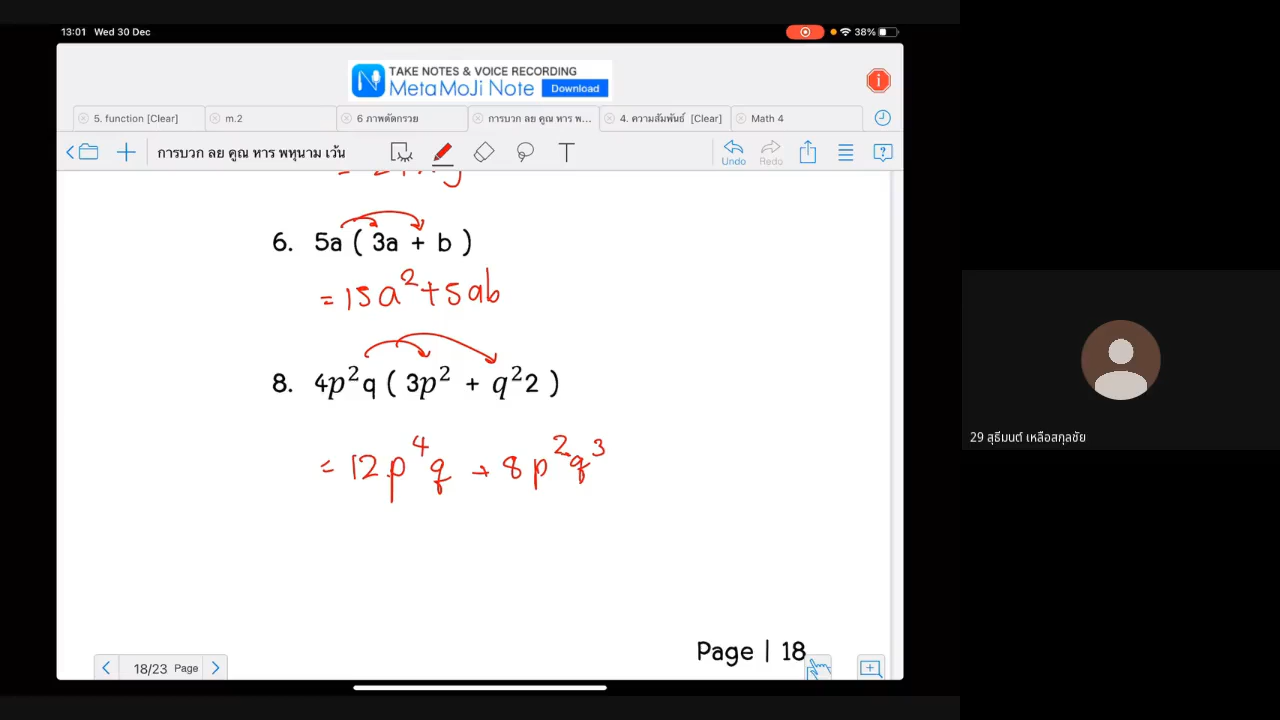 13:01 Wed 30 Dec
38%
TAKE NOTES & VOICE RECORDING
MetaMoJi Note Download
5. function [Clear]
m.2
6 ภาพตัดกรวย
การบวก ลย คูณ หาร พ...
4. ความสัมพันธ์ [Clear]
Math 4
การบวก ลย คูณ หาร พหุนาม เว้น
T
Undo
Redo
6. 5a ( 3a + b )
= 15a² + 5ab
8. 4p²q ( 3p² + q²2 )
= 12p⁴q + 8p²q³
29 สุธีมนต์ เหลือสกุลชัย
Page | 18
18/23 Page